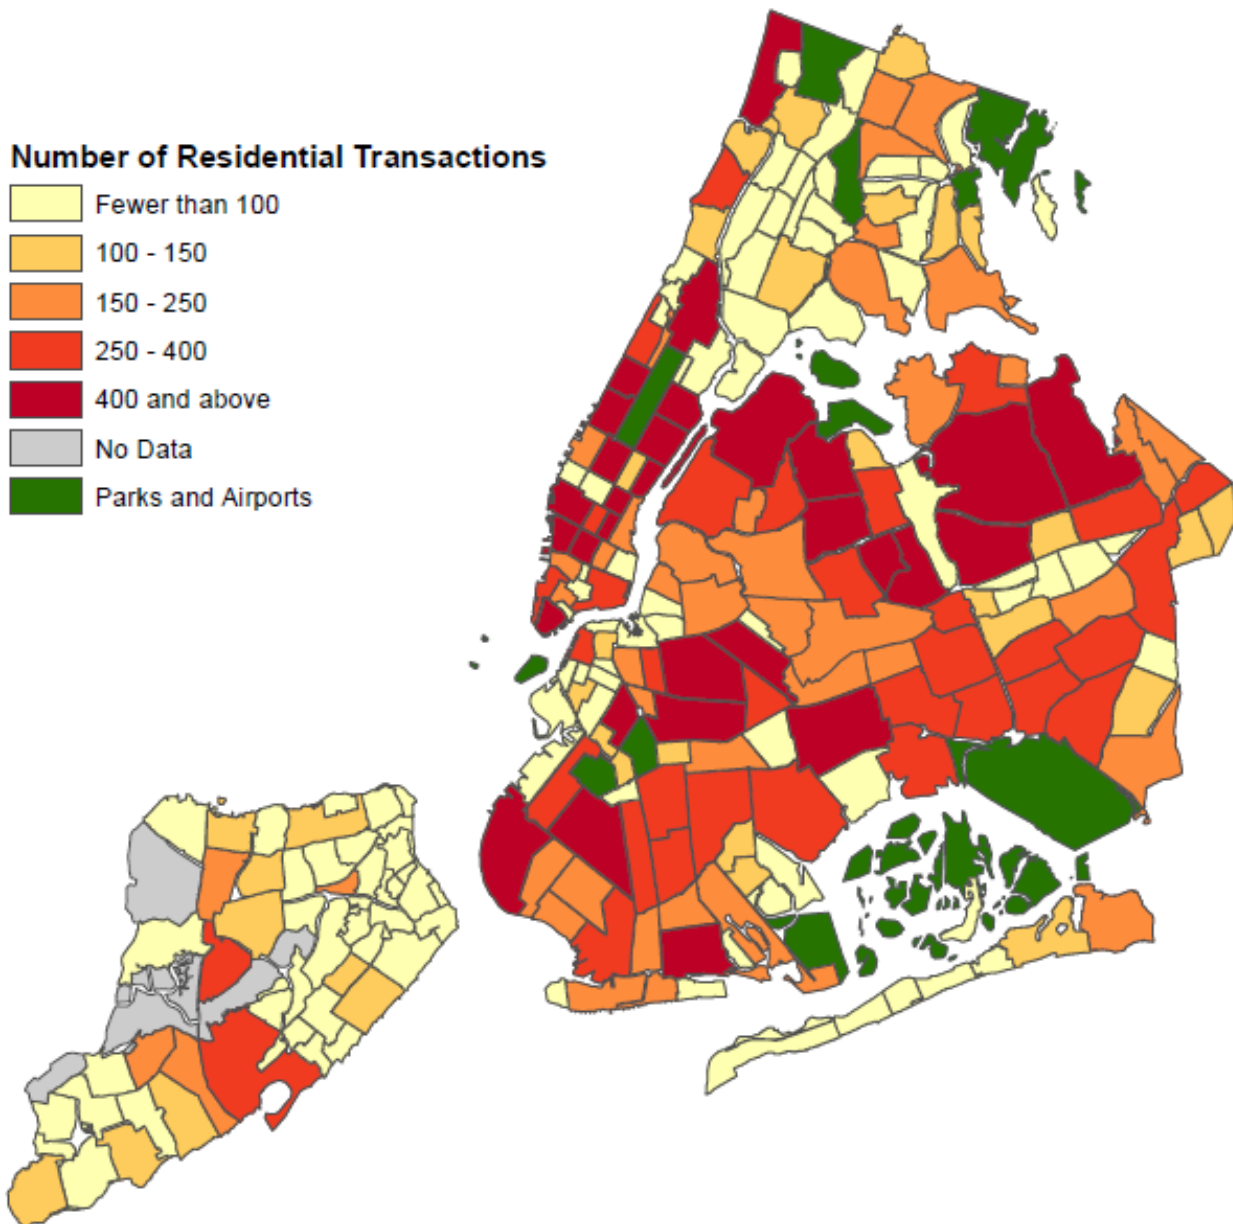 Number of Residential Transactions
Fewer than 100
100 - 150
150 - 250
250 - 400
400 and above
No Data
Parks and Airports